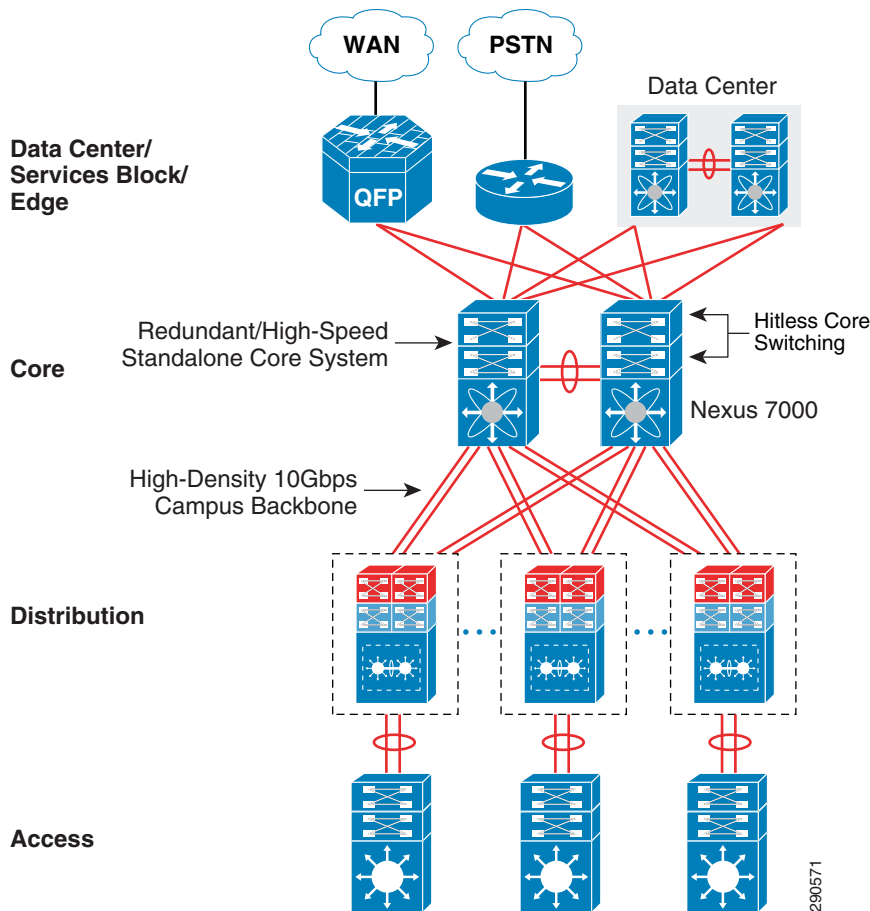 WAN
PSTN
Data Center
Data Center/
Services Block/
Edge
QFP
Redundant/High-Speed
Standalone Core System
Hitless Core
Switching
Core
Nexus 7000
High-Density 10Gbps
Campus Backbone
Distribution
Access
290571